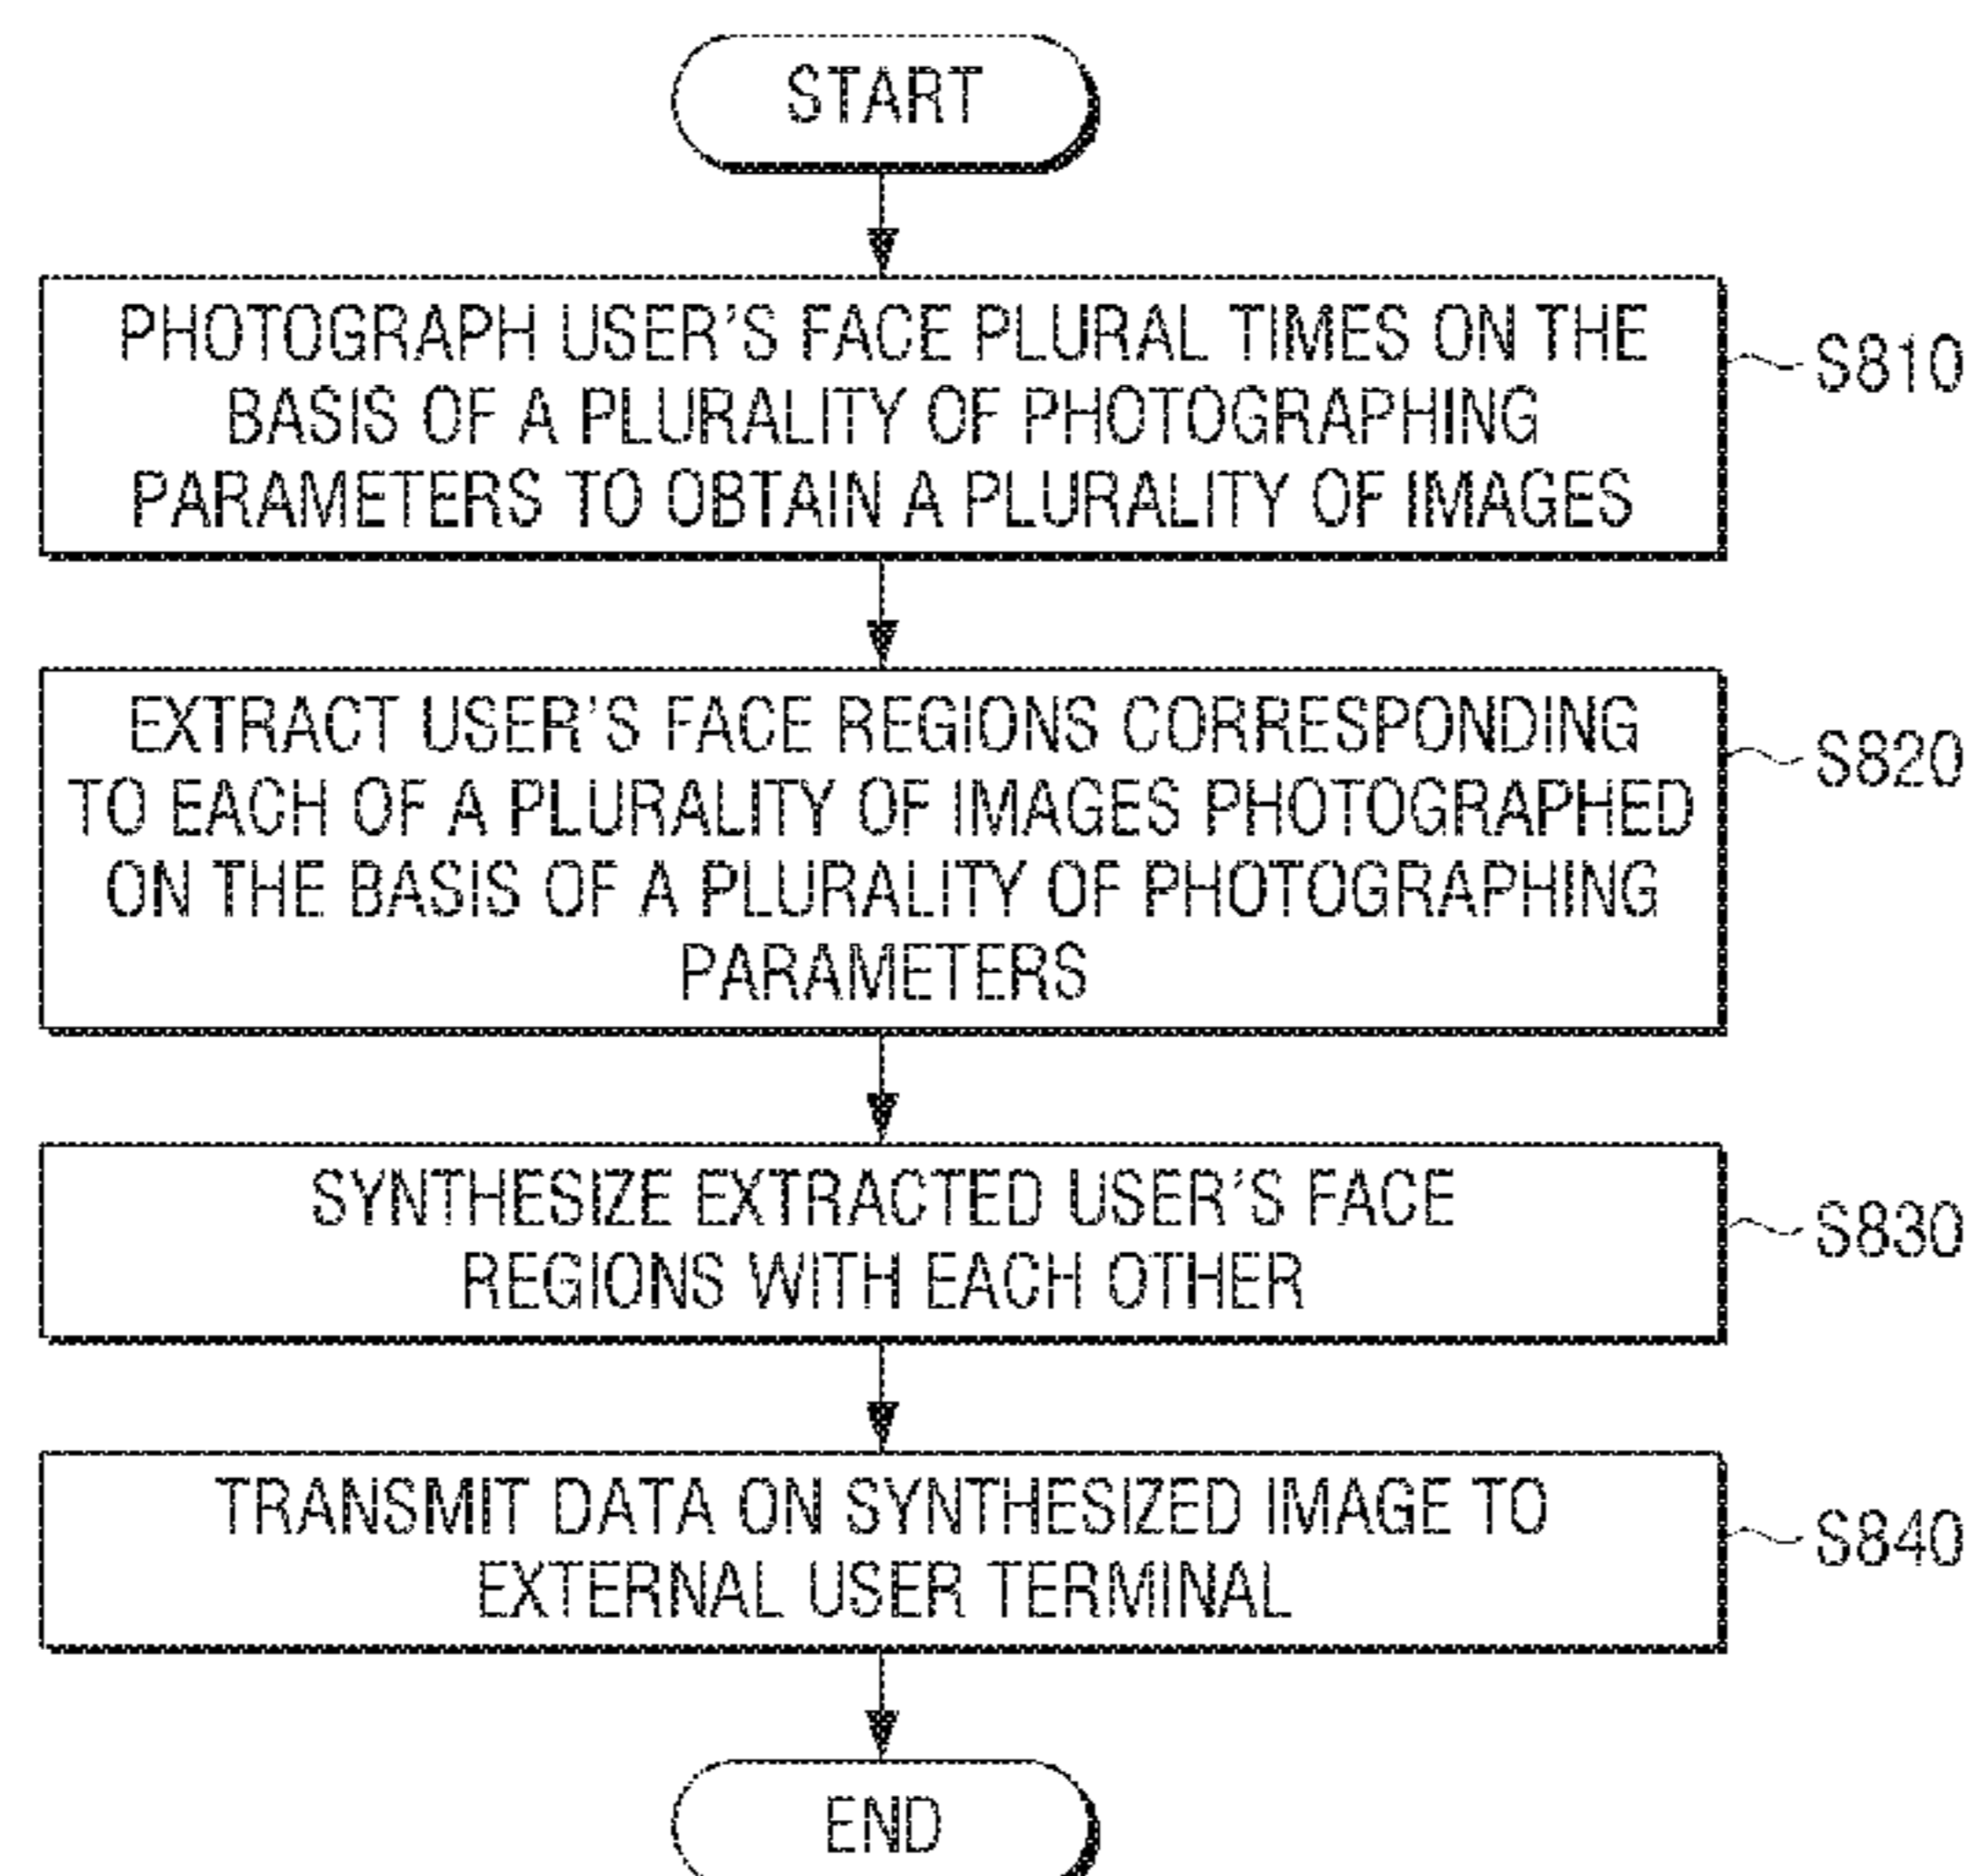 START
PHOTOGRAPH USER'S FACE PLURAL TIMES ON THE
BASIS OF A PLURALITY OF PHOTOGRAPHING
PARAMETERS TO OBTAIN A PLURALITY OF IMAGES
S810
EXTRACT USER'S FACE REGIONS CORRESPONDING
TO EACH OF A PLURALITY OF IMAGES PHOTOGRAPHED
ON THE BASIS OF A PLURALITY OF PHOTOGRAPHING
PARAMETERS
S820
SYNTHESIZE EXTRACTED USER'S FACE
REGIONS WITH EACH OTHER
S830
TRANSMIT DATA ON SYNTHESIZED IMAGE TO
EXTERNAL USER TERMINAL
S840
END